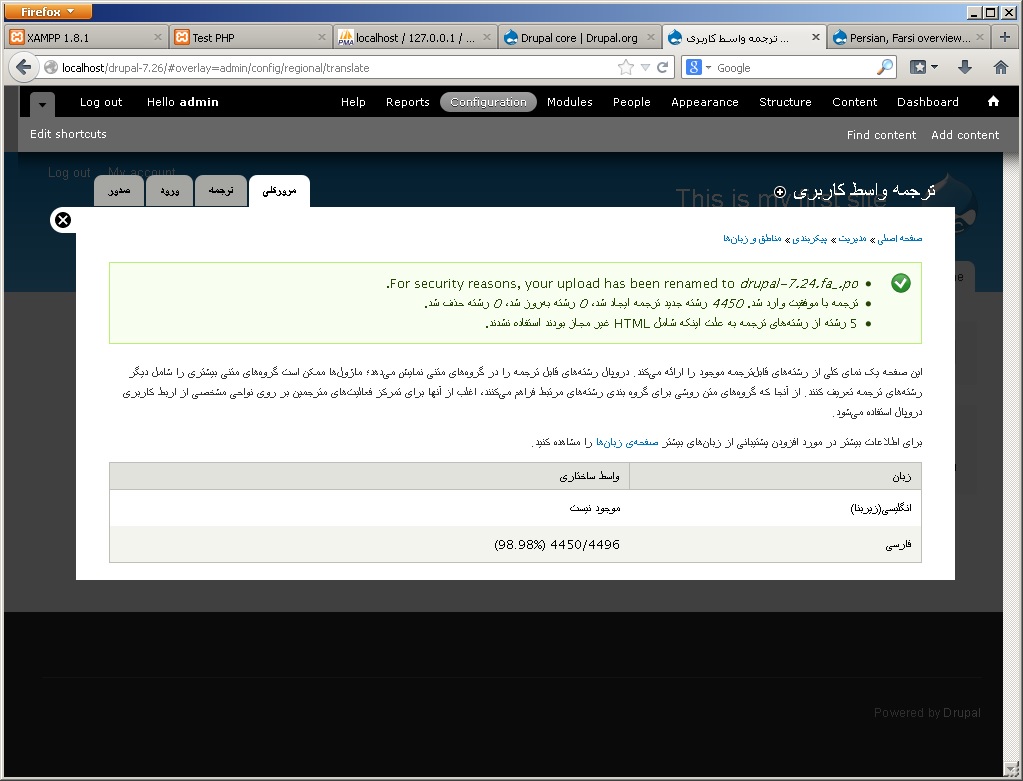 Firefox
XAMPP 1.8.1
Test PHP
localhost / 127.0.0.1 / ...
Drupal core | Drupal.org
ترجمه واسط کاربری ...
Persian, Farsi overview...
localhost/drupal-7.26/#overlay=admin/config/regional/translate
Google
Log out Hello admin Help Reports Configuration Modules People Appearance Structure Content Dashboard
Edit shortcuts Find content Add content
Log out My account
This is my first site
ترجمه واسط کاربری
مرورکلی ترجمه ورود صدور
صفحه اصلی » مدیریت » پیکربندی » مناطق و زبان‌ها
For security reasons, your upload has been renamed to drupal-7.24.fa_.po.
ترجمه با موفقیت وارد شد. 4450 رشته جدید ترجمه ایجاد شد، 0 رشته به‌روز شد، 0 رشته حذف شد.
5 رشته از رشته‌های ترجمه به علت اینکه شامل HTML غیر مجاز بودند استفاده نشدند.
این صفحه یک نمای کلی از رشته‌های قابل‌ترجمه موجود را ارائه می‌کند. دروپال رشته‌های قابل ترجمه را در گروه‌های متنی نمایش می‌دهد؛ ماژول‌ها ممکن است گروه‌های متنی بیشتری را شامل دیگر
رشته‌های ترجمه تعریف کنند. از آنجا که گروه‌های متن روشی برای گروه بندی رشته‌های مرتبط فراهم می‌کنند، اغلب از آنها برای تمرکز فعالیت‌های مترجمین بر روی نواحی مشخصی از اربط کاربری
دروپال استفاده می‌شود.
برای اطلاعات بیشتر در مورد افزودن پشتیبانی از زبان‌های بیشتر صفحه‌ی زبان‌ها را مشاهده کنید.
زبان واسط ساختاری
انگلیسی(زیربنا) موجود نیست
فارسی 4450/4496 (98.98%)
Powered by Drupal